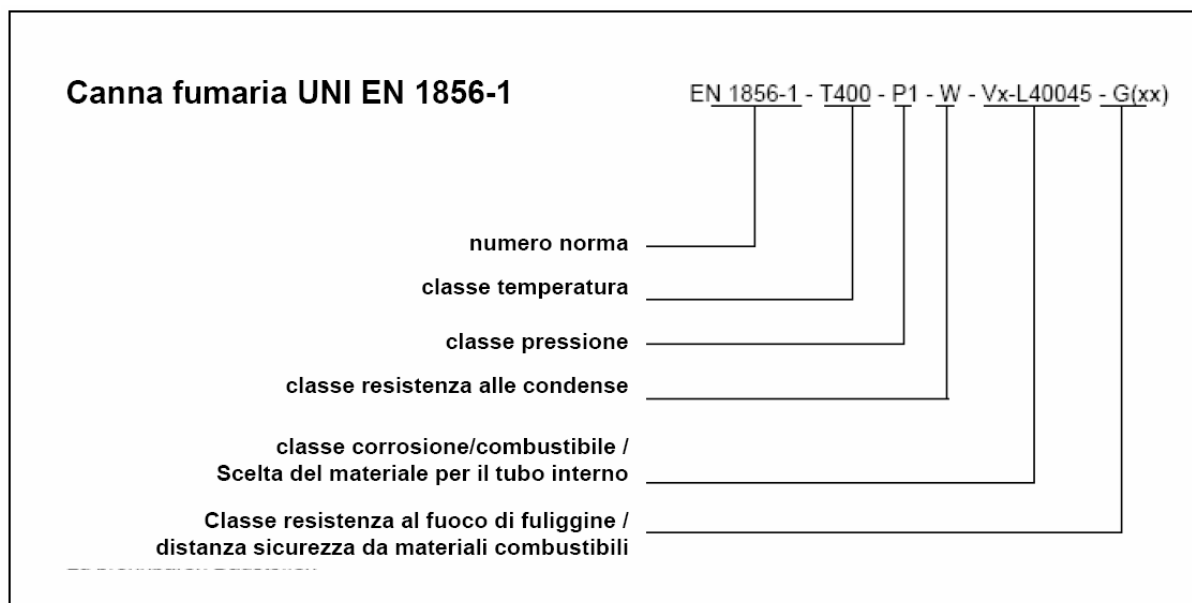 Canna fumaria UNI EN 1856-1
EN 1856-1 - T400 - P1 - W - Vx-L40045 - G(xx)
numero norma
classe temperatura
classe pressione
classe resistenza alle condense
classe corrosione/combustibile /
Scelta del materiale per il tubo interno
Classe resistenza al fuoco di fuliggine /
distanza sicurezza da materiali combustibili